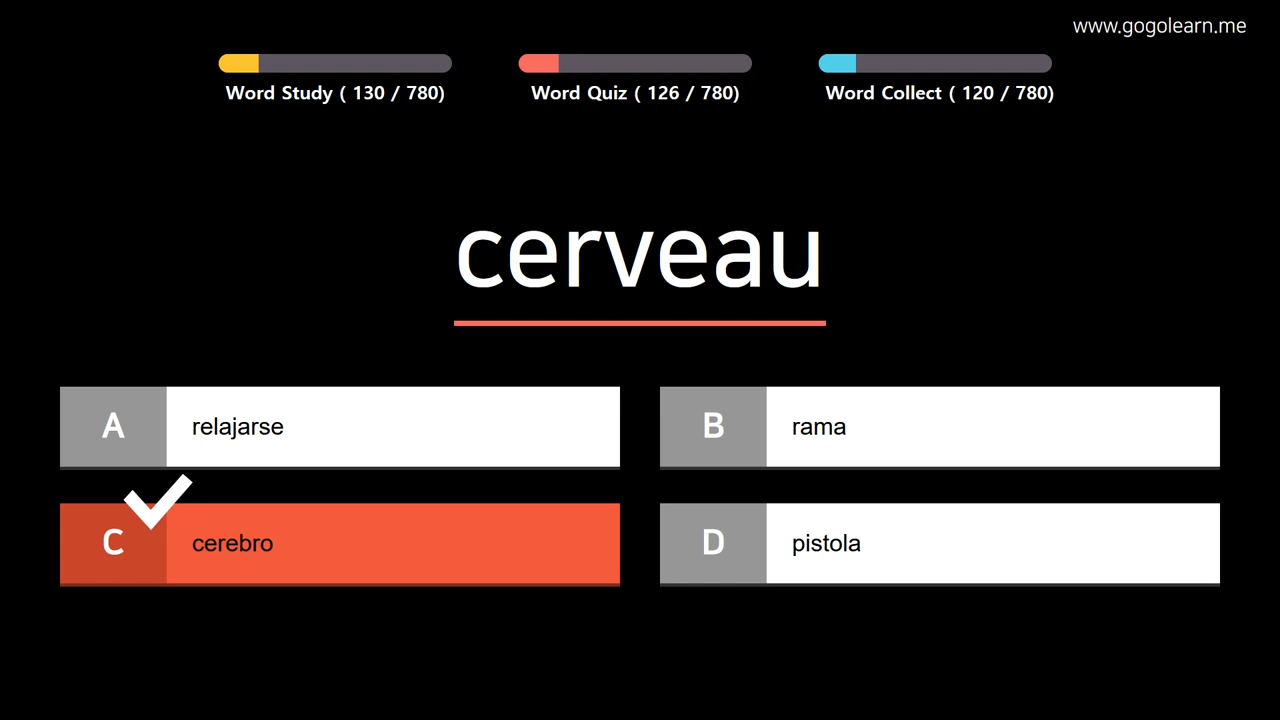 www.gogolearn.me
Word Study ( 130 / 780)
Word Quiz ( 126 / 780)
Word Collect ( 120 / 780)
cerveau
A relajarse
B rama
C cerebro
D pistola